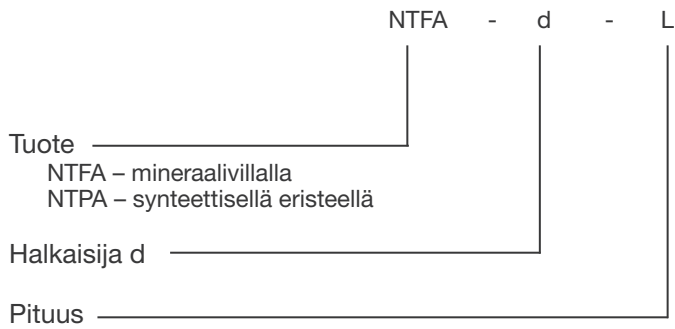 NTFA - d - L
Tuote
NTFA – mineraalivillalla
NTPA – synteettisellä eristeellä
Halkaisija d
Pituus